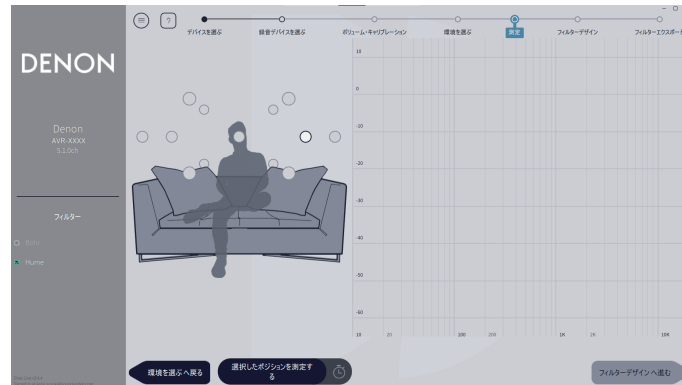 ?
デバイスを選ぶ
録音デバイスを選ぶ
ボリューム・キャリブレーション
環境を選ぶ
測定
フィルターデザイン
フィルターエクスポート
DENON
Denon
AVR-XXXX
5.1.0ch
フィルター
Bohr
Hume
10
0
-10
-20
-30
-40
-50
-60
10
20
100
200
1K
2K
10K
環境を選ぶへ戻る
選択したポジションを測定す
る
フィルターデザインへ進む